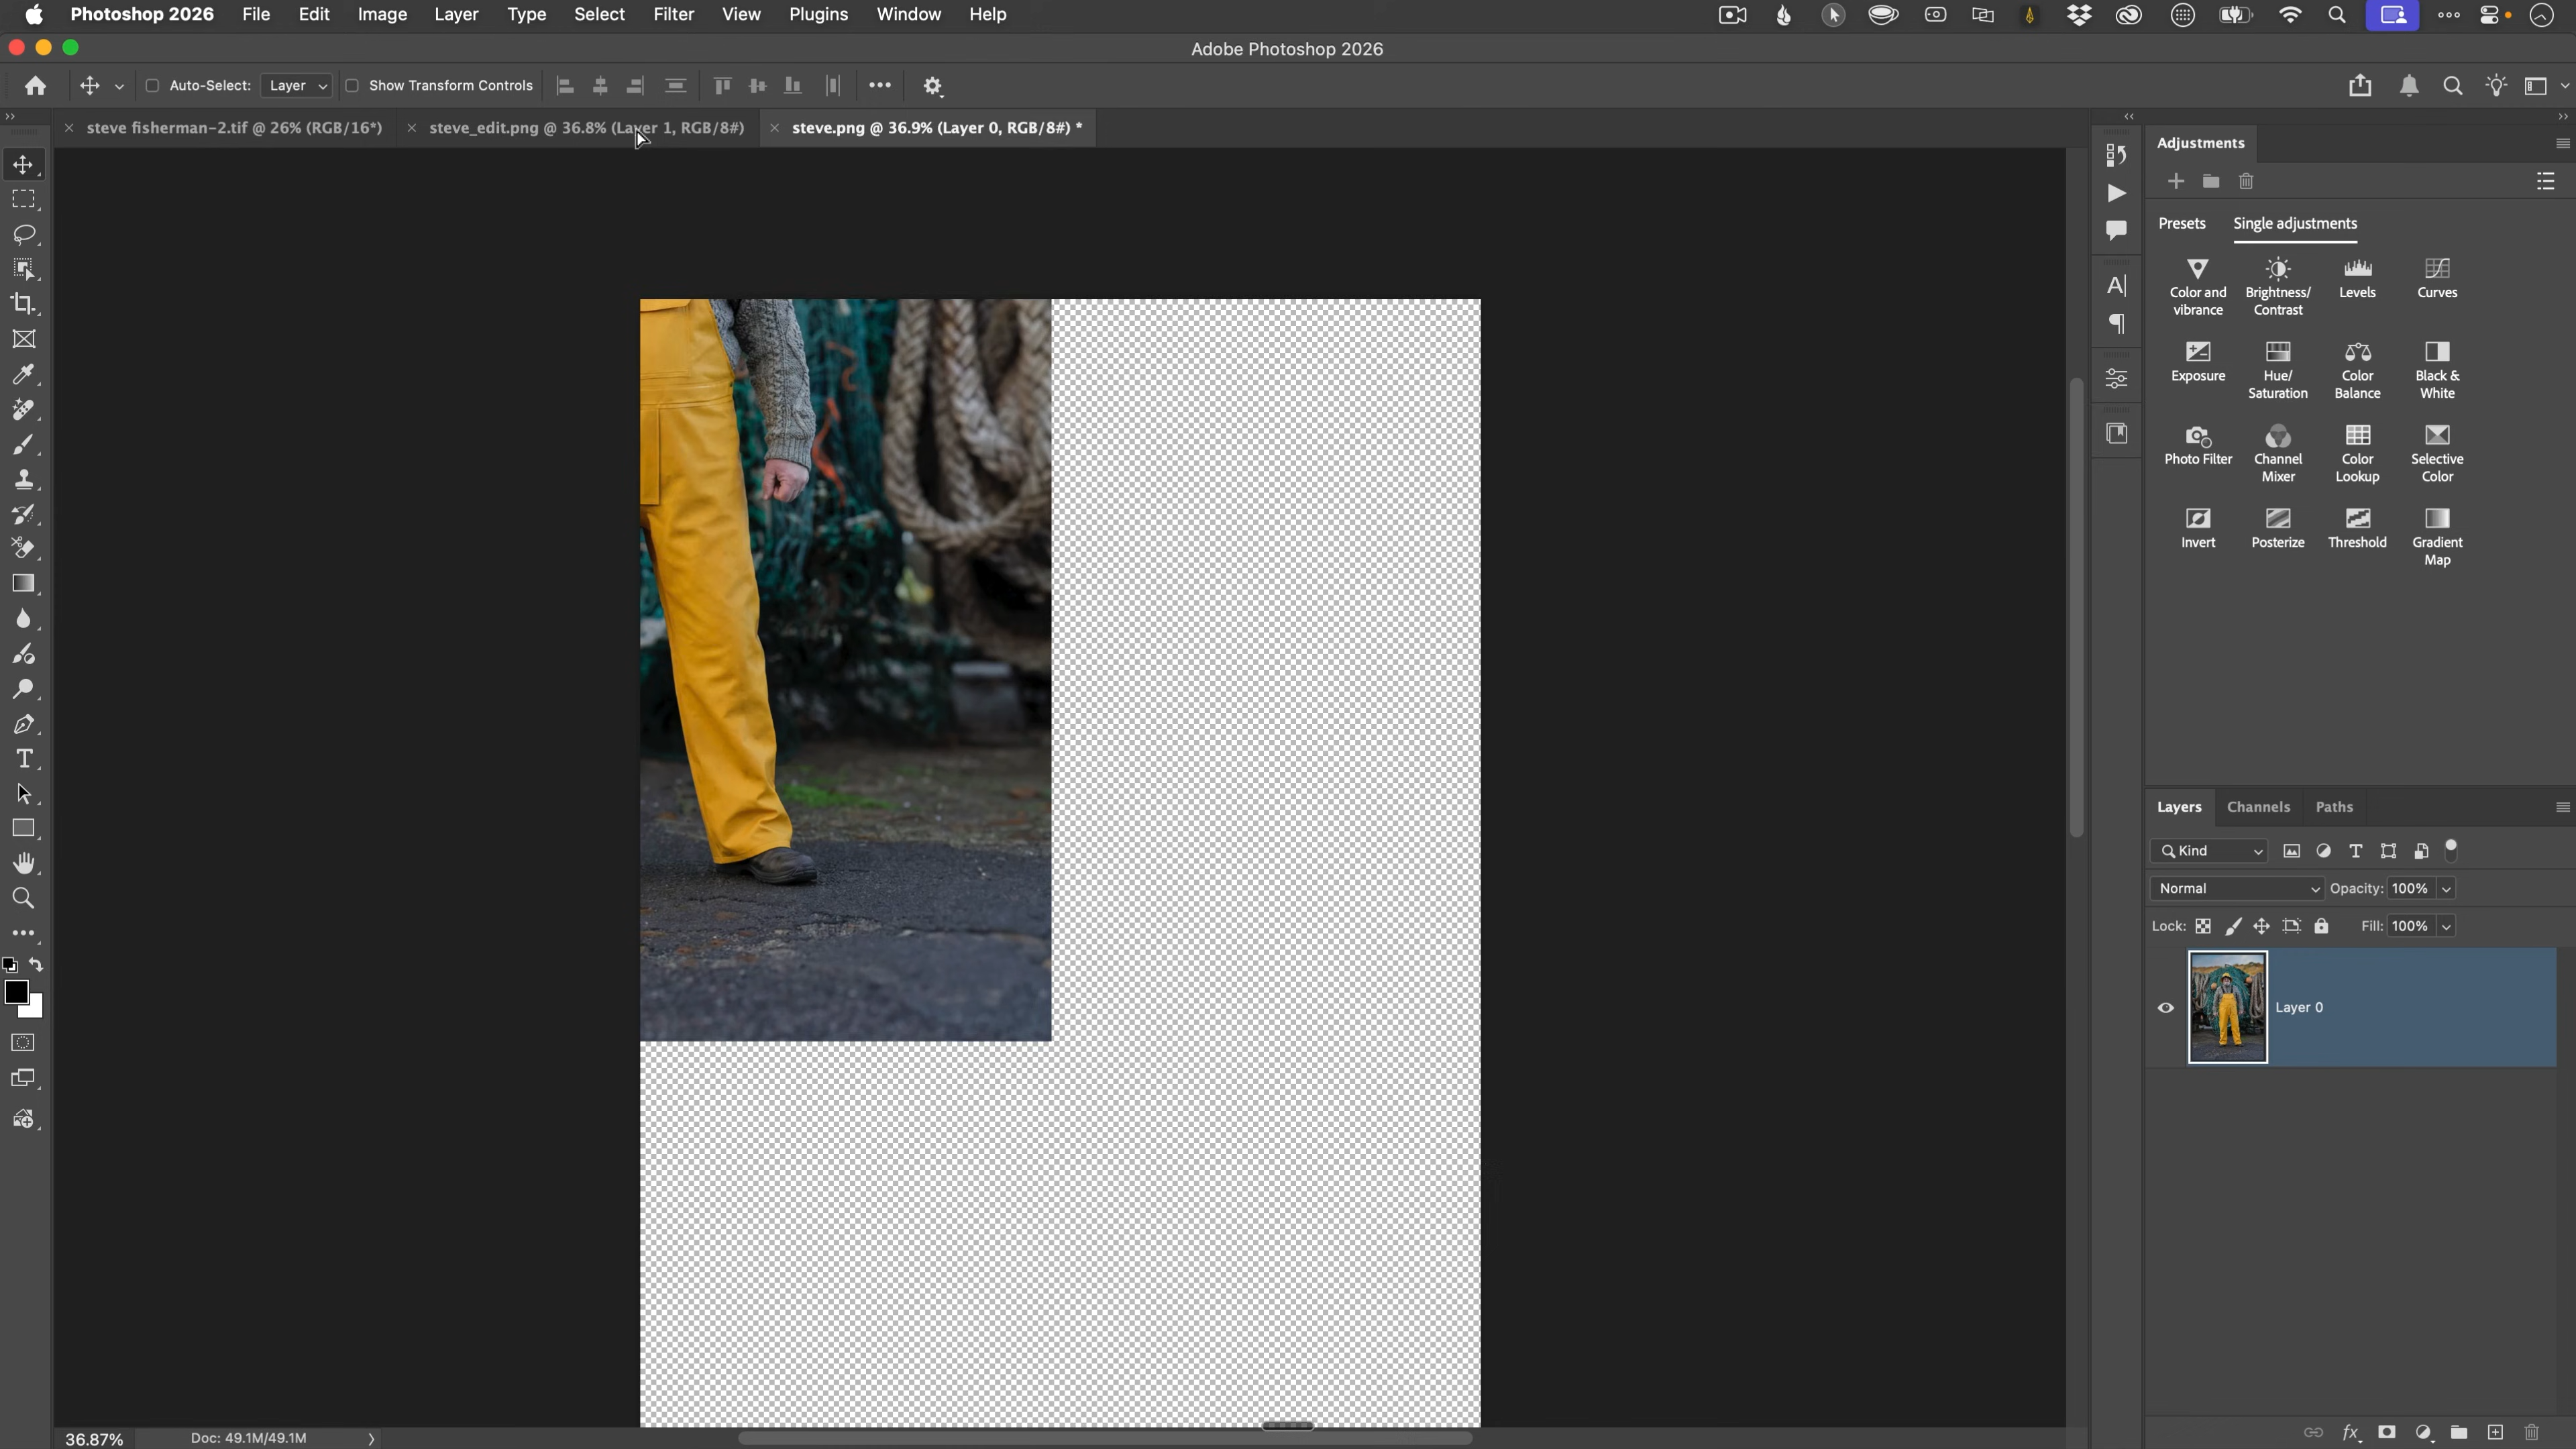 Photoshop 2026 File Edit Image Layer Type Select Filter View Plugins Window Help
Adobe Photoshop 2026
Auto-Select: Layer Show Transform Controls
steve fisherman-2.tif @ 26% (RGB/16*) steve_edit.png @ 36.8% (Layer 1, RGB/8#) steve.png @ 36.9% (Layer 0, RGB/8#) *
Adjustments
Presets Single adjustments
Color and vibrance
Brightness/ Contrast
Levels
Curves
Exposure
Hue/ Saturation
Color Balance
Black & White
Photo Filter
Channel Mixer
Color Lookup
Selective Color
Invert
Posterize
Threshold
Gradient Map
Layers Channels Paths
Kind
Normal Opacity: 100%
Lock: Fill: 100%
Layer 0
36.87% Doc: 49.1M/49.1M